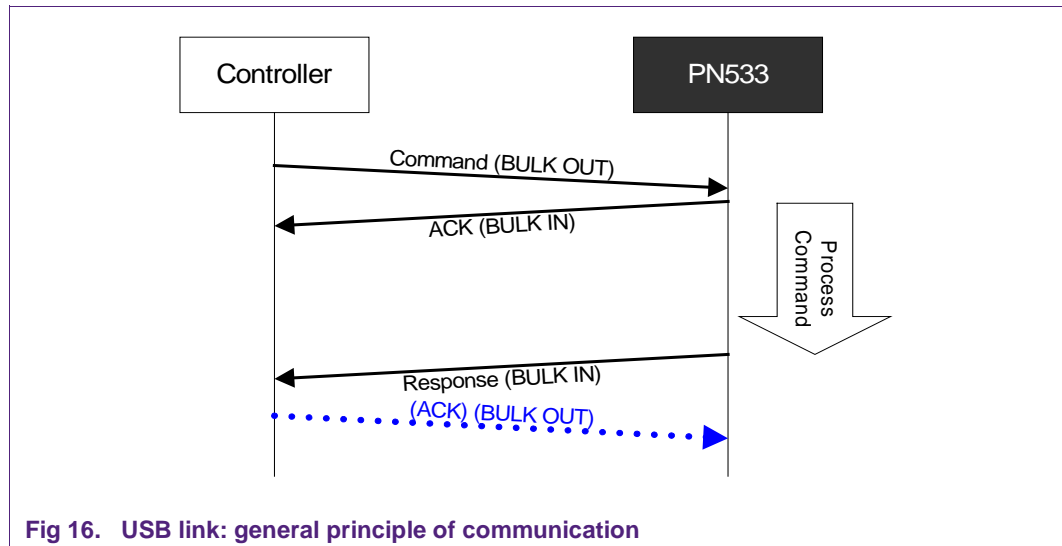 Controller
PN533
Command (BULK OUT)
ACK (BULK IN)
Process
Command
Response (BULK IN)
(ACK) (BULK OUT)
Fig 16. USB link: general principle of communication